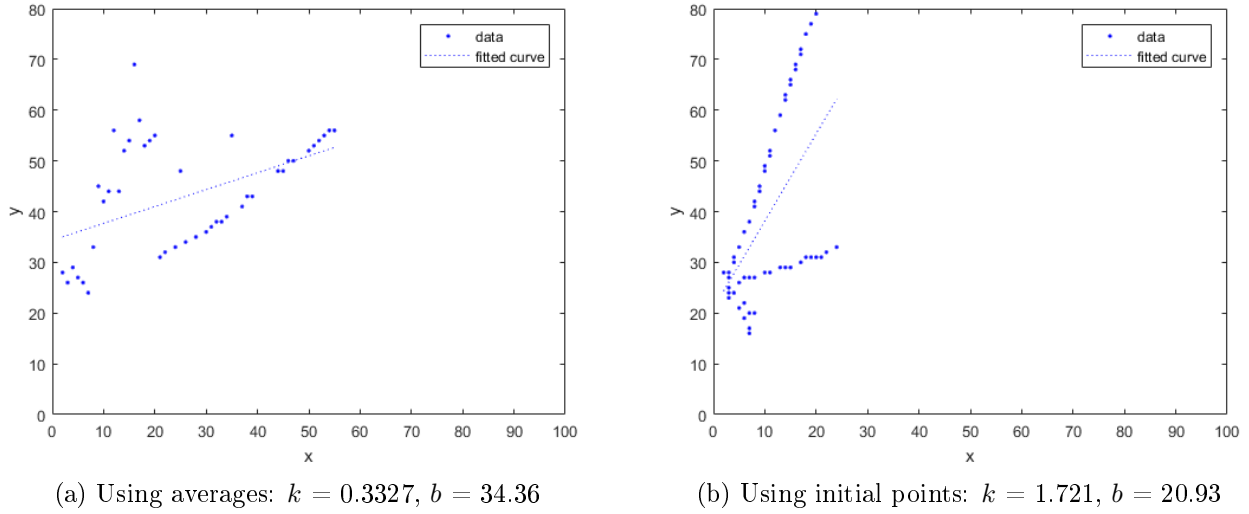 80
70
60
50
40
30
20
10
0
y
0 10 20 30 40 50 60 70 80 90 100
x
data
fitted curve
(a) Using averages: k = 0.3327, b = 34.36
80
70
60
50
40
30
20
10
0
y
0 10 20 30 40 50 60 70 80 90 100
x
data
fitted curve
(b) Using initial points: k = 1.721, b = 20.93